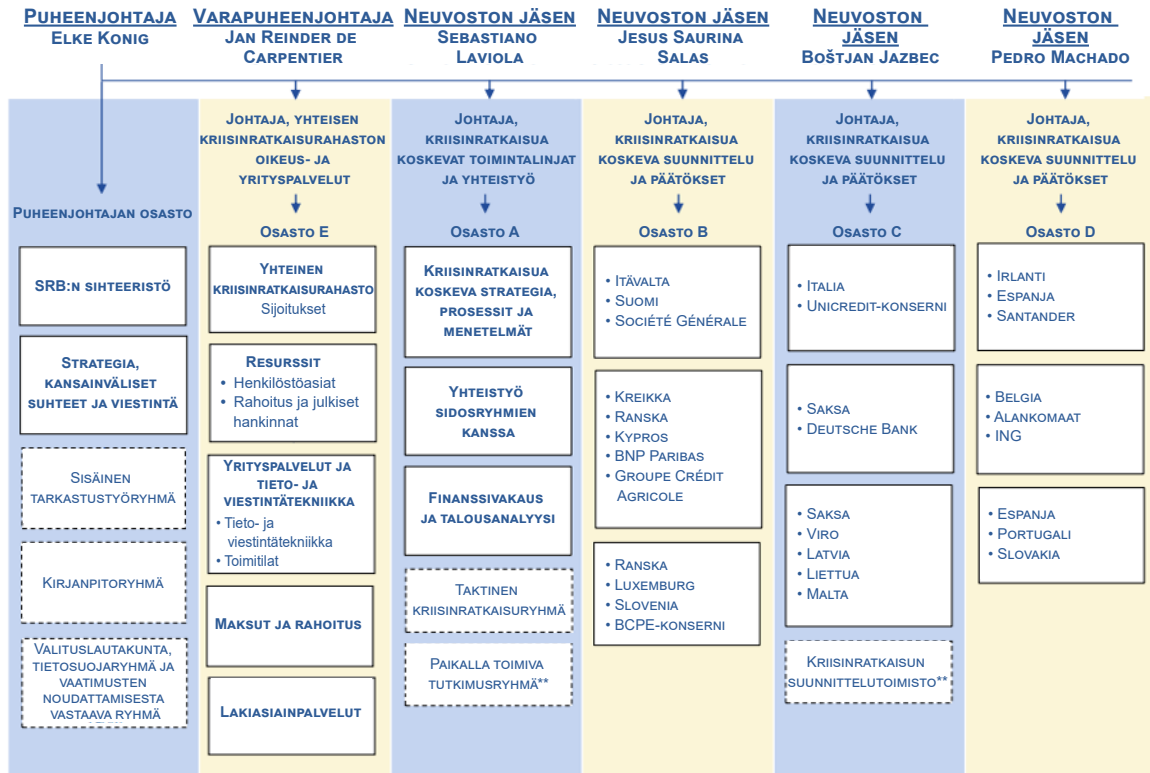 PUHEENJOHTAJA
ELKE KONIG
VARAPUHEENJOHTAJA
JAN REINDER DE
CARPENTIER
NEUVOSTON JÄSEN
SEBASTIANO
LAVIOLA
NEUVOSTON JÄSEN
JESUS SAURINA
SALAS
NEUVOSTON
JÄSEN
BOŠTJAN JAZBEC
NEUVOSTON
JÄSEN
PEDRO MACHADO
PUHEENJOHTAJAN OSASTO
SRB:N SIHTEERISTÖ
STRATEGIA,
KANSAINVÄLISET
SUHTEET JA VIESTINTÄ
SISÄINEN
TARKASTUSTYÖRYHMÄ
KIRJANPITORYHMÄ
VALITUSLAUTAKUNTA,
TIETOSUOJARYHMÄ JA
VAATIMUSTEN
NOUDATTAMISESTA
VASTAAVA RYHMÄ
JOHTAJA, YHTEISEN
KRIISINRATKAISURAHASTON
OIKEUS- JA
YRITYSPALVELUT
OSASTO E
YHTEINEN
KRIISINRATKAISURAHASTO
Sijoitukset
RESURSSIT
• Henkilöstöasiat
• Rahoitus ja julkiset
hankinnat
YRITYSPALVELUT JA
TIETO- JA
VIESTINTÄTEKNIIKKA
• Tieto- ja
viestintätekniikka
• Toimitilat
MAKSUT JA RAHOITUS
LAKIASIAINPALVELUT
JOHTAJA,
KRIISINRATKAISUA
KOSKEVAT TOIMINTALINJAT
JA YHTEISTYÖ
OSASTO A
KRIISINRATKAISUA
KOSKEVA STRATEGIA,
PROSESSIT JA
MENETELMÄT
YHTEISTYÖ
SIDOSRYHMIEN
KANSSA
FINANSSIVAKAUS
JA TALOUSANALYYSI
TAKTINEN
KRIISINRATKAISURYHMÄ
PAIKALLA TOIMIVA
TUTKIMUSRYHMÄ**
JOHTAJA,
KRIISINRATKAISUA
KOSKEVA SUUNNITTELU
JA PÄÄTÖKSET
OSASTO B
• ITÄVALTA
• SUOMI
• SOCIÉTÉ GÉNÉRALE
• KREIKKA
• RANSKA
• KYPROS
• BNP PARIBAS
• GROUPE CRÉDIT
AGRICOLE
• RANSKA
• LUXEMBURG
• SLOVENIA
• BCPE-KONSERNI
JOHTAJA,
KRIISINRATKAISUA
KOSKEVA SUUNNITTELU
JA PÄÄTÖKSET
OSASTO C
• ITALIA
• UNICREDIT-KONSERNI
• SAKSA
• DEUTSCHE BANK
• SAKSA
• VIRO
• LATVIA
• LIETTUA
• MALTA
KRIISINRATKAISUN
SUUNNITTELUTOIMISTO**
JOHTAJA,
KRIISINRATKAISUA
KOSKEVA SUUNNITTELU
JA PÄÄTÖKSET
OSASTO D
• IRLANTI
• ESPANJA
• SANTANDER
• BELGIA
• ALANKOMAAT
• ING
• ESPANJA
• PORTUGALI
• SLOVAKIA